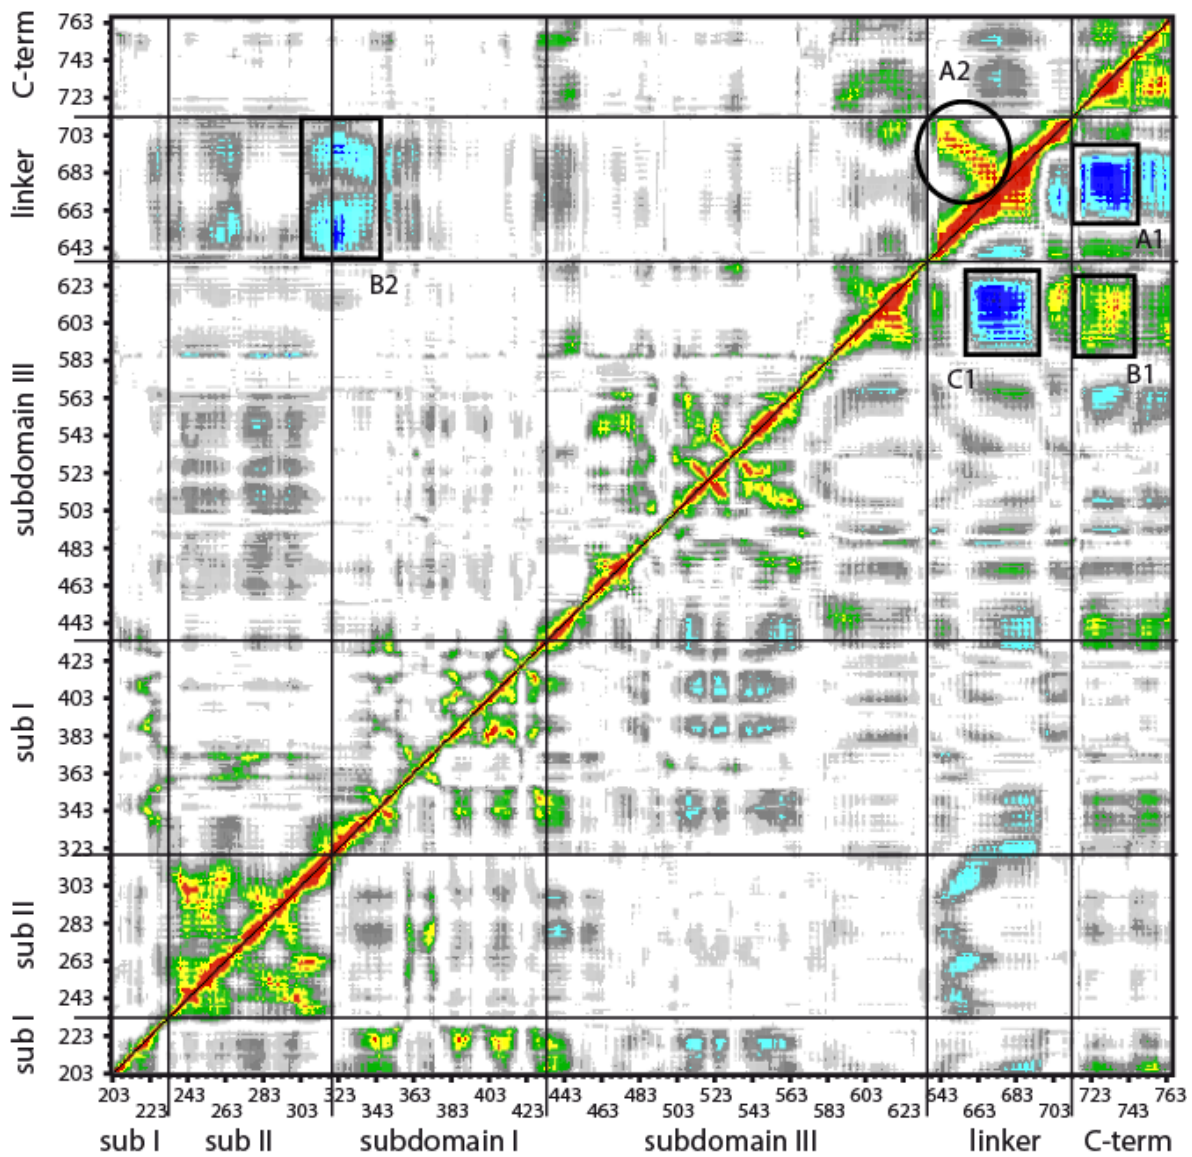 C-term
763
743
723
linker
703
683
663
643
subdomain III
623
603
583
563
543
523
503
483
463
443
sub I
423
403
383
363
343
323
sub II
303
283
263
243
sub I
223
203
A2
A1
B2
C1
B1
203 243 283 323 363 403 443 483 523 563 603 643 683 723 763
223 263 303 343 383 423 463 503 543 583 623 663 703 743
sub I sub II subdomain I subdomain III linker C-term